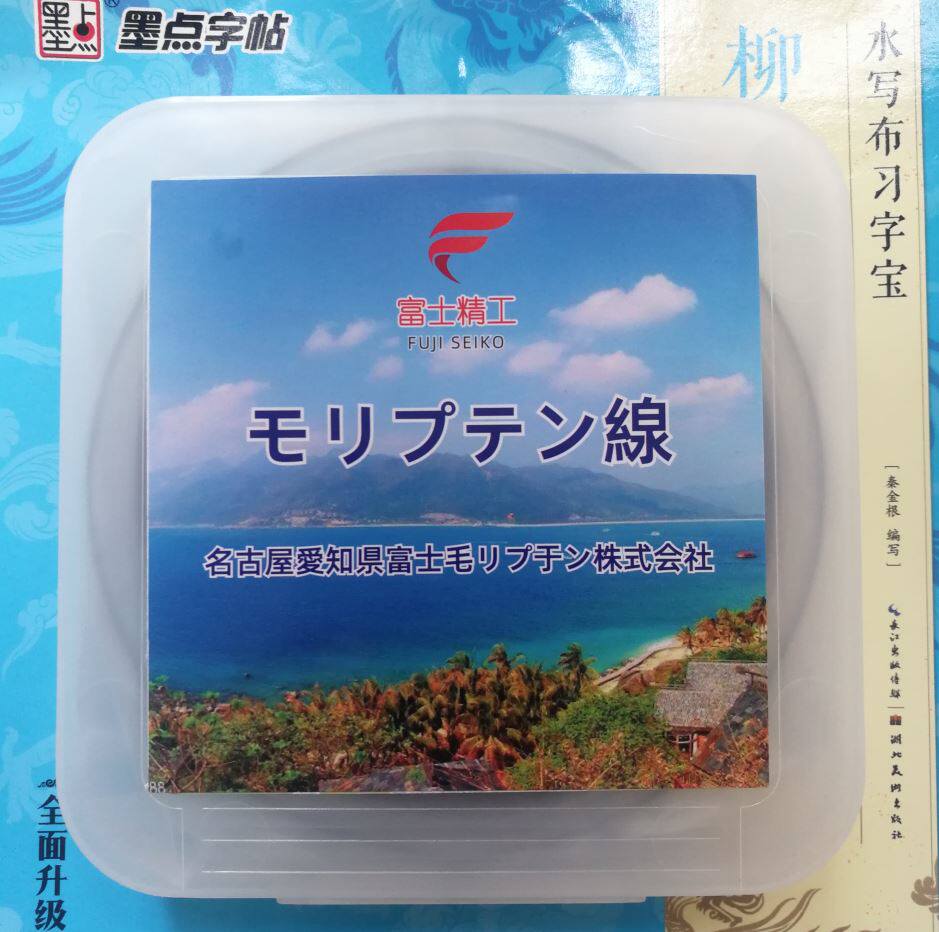 墨点
墨点字帖
柳
水写布习字宝
富士精工
FUJI SEIKO
モリプテン線
名古屋愛知県富士毛リプ于ン株式会社
[秦金根 编写]
长江出版传媒
湖北美术出版社
88
全面升级